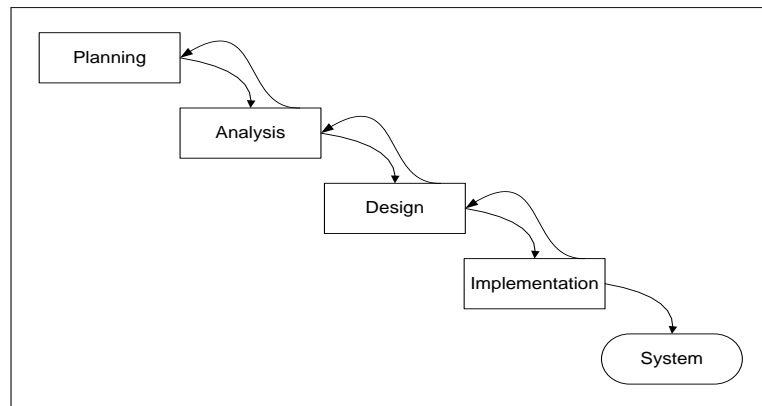 Planning
Analysis
Design
Implementation
System